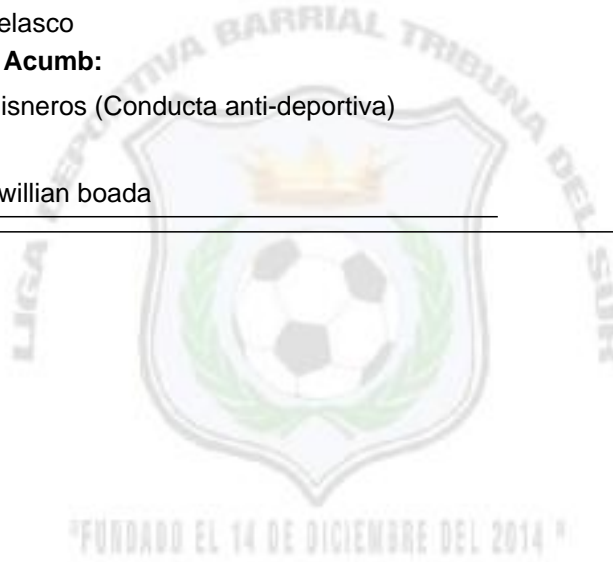 elasco
Acumb:
isneros (Conducta anti-deportiva)
willian boada
LIGA DEPORTIVA BARRIAL TRIBUNA DEL SUR
"FUNDADO EL 14 DE DICIEMBRE DEL 2014 "